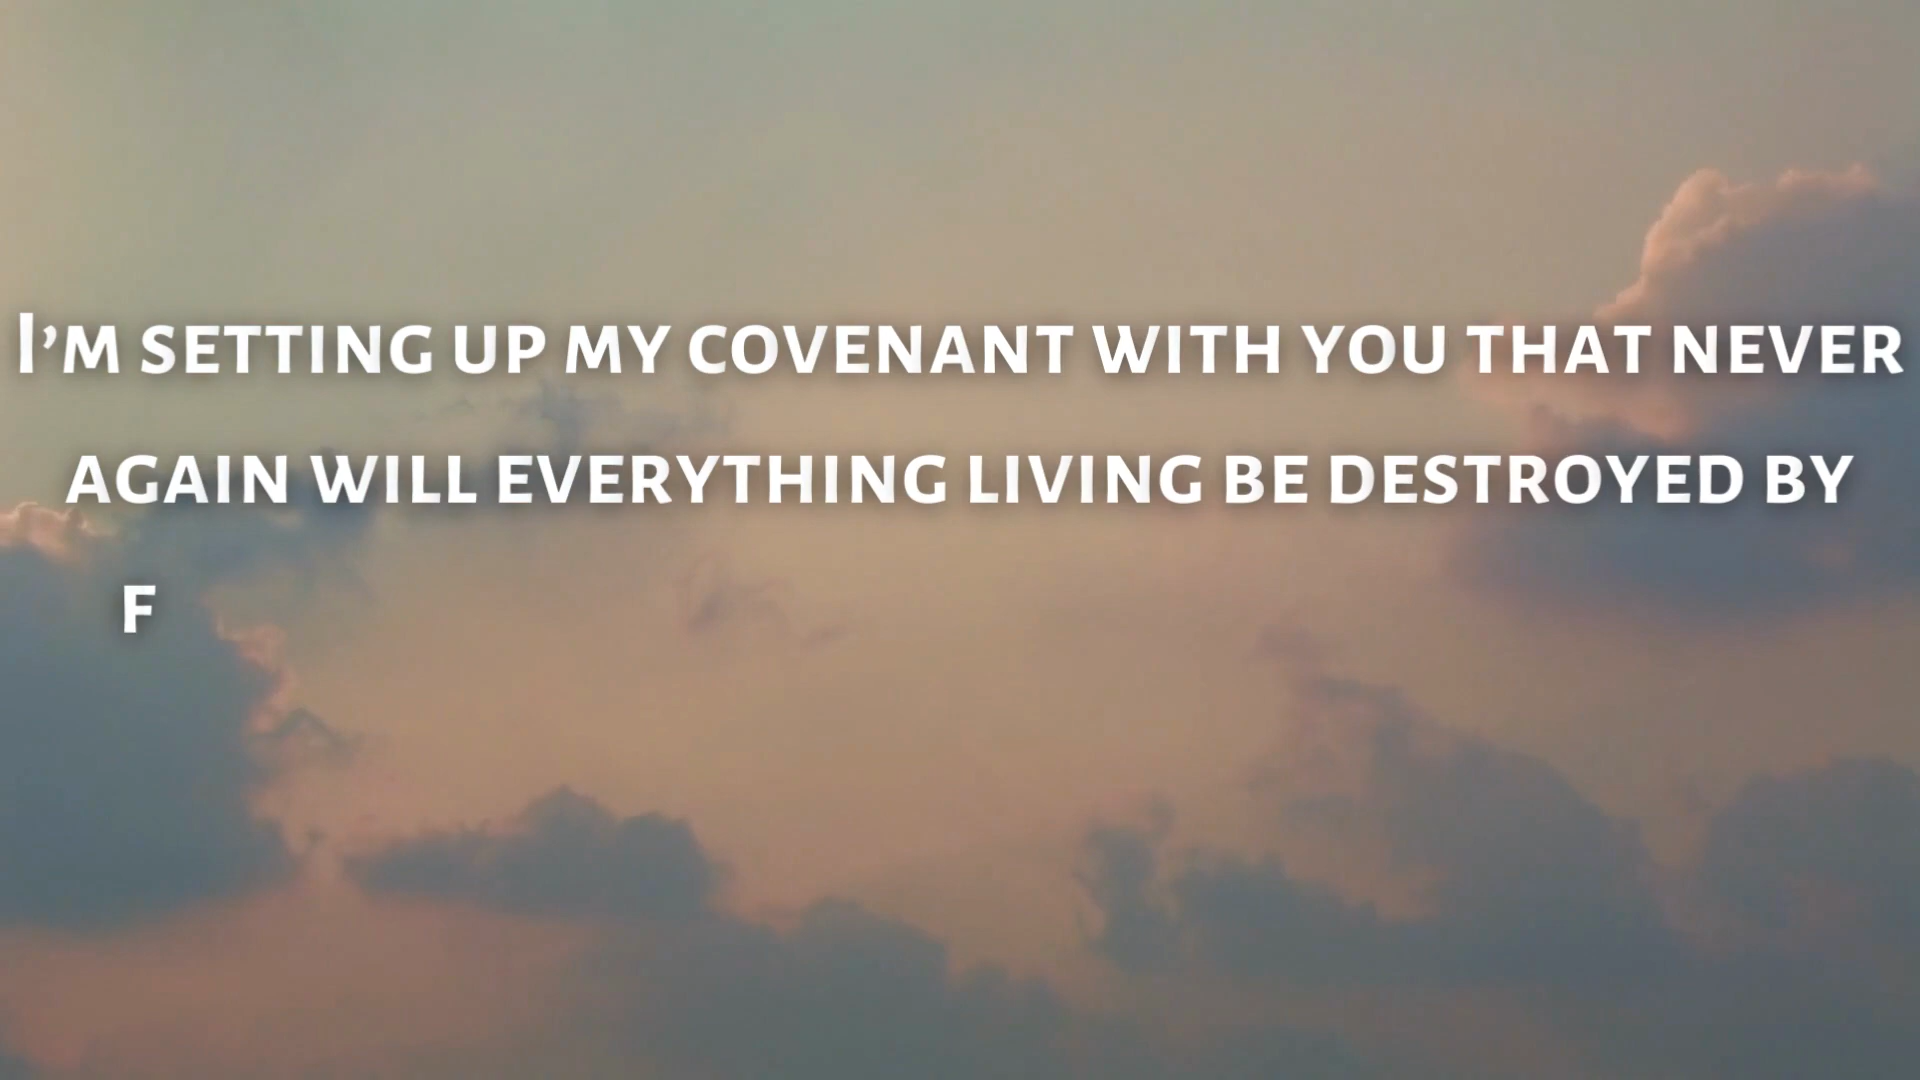 I'm setting up my covenant with you that never
again will everything living be destroyed by
f